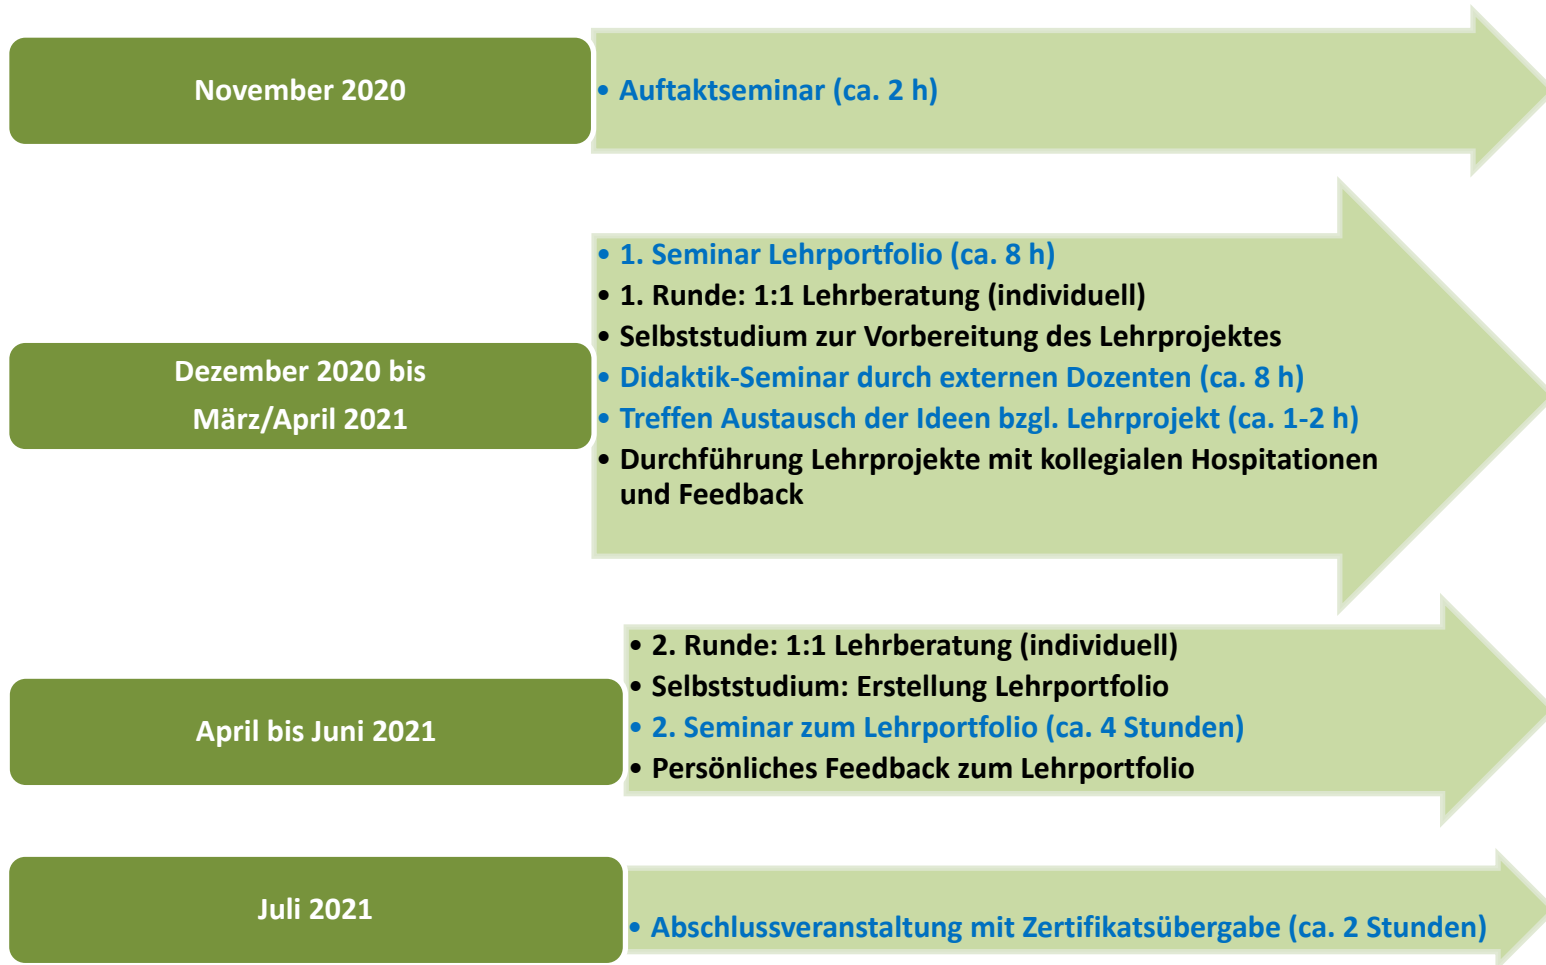 November 2020
• Auftaktseminar (ca. 2 h)
Dezember 2020 bis
März/April 2021
• 1. Seminar Lehrportfolio (ca. 8 h)
• 1. Runde: 1:1 Lehrberatung (individuell)
• Selbststudium zur Vorbereitung des Lehrprojektes
• Didaktik-Seminar durch externen Dozenten (ca. 8 h)
• Treffen Austausch der Ideen bzgl. Lehrprojekt (ca. 1-2 h)
• Durchführung Lehrprojekte mit kollegialen Hospitationen
und Feedback
April bis Juni 2021
• 2. Runde: 1:1 Lehrberatung (individuell)
• Selbststudium: Erstellung Lehrportfolio
• 2. Seminar zum Lehrportfolio (ca. 4 Stunden)
• Persönliches Feedback zum Lehrportfolio
Juli 2021
• Abschlussveranstaltung mit Zertifikatsübergabe (ca. 2 Stunden)